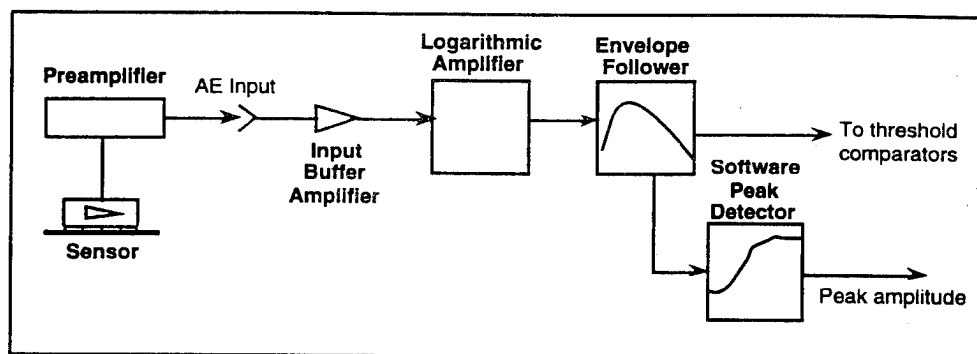 Preamplifier
AE Input
Input
Buffer
Amplifier
Logarithmic
Amplifier
Envelope
Follower
To threshold
comparators
Software
Peak
Detector
Peak amplitude
Sensor